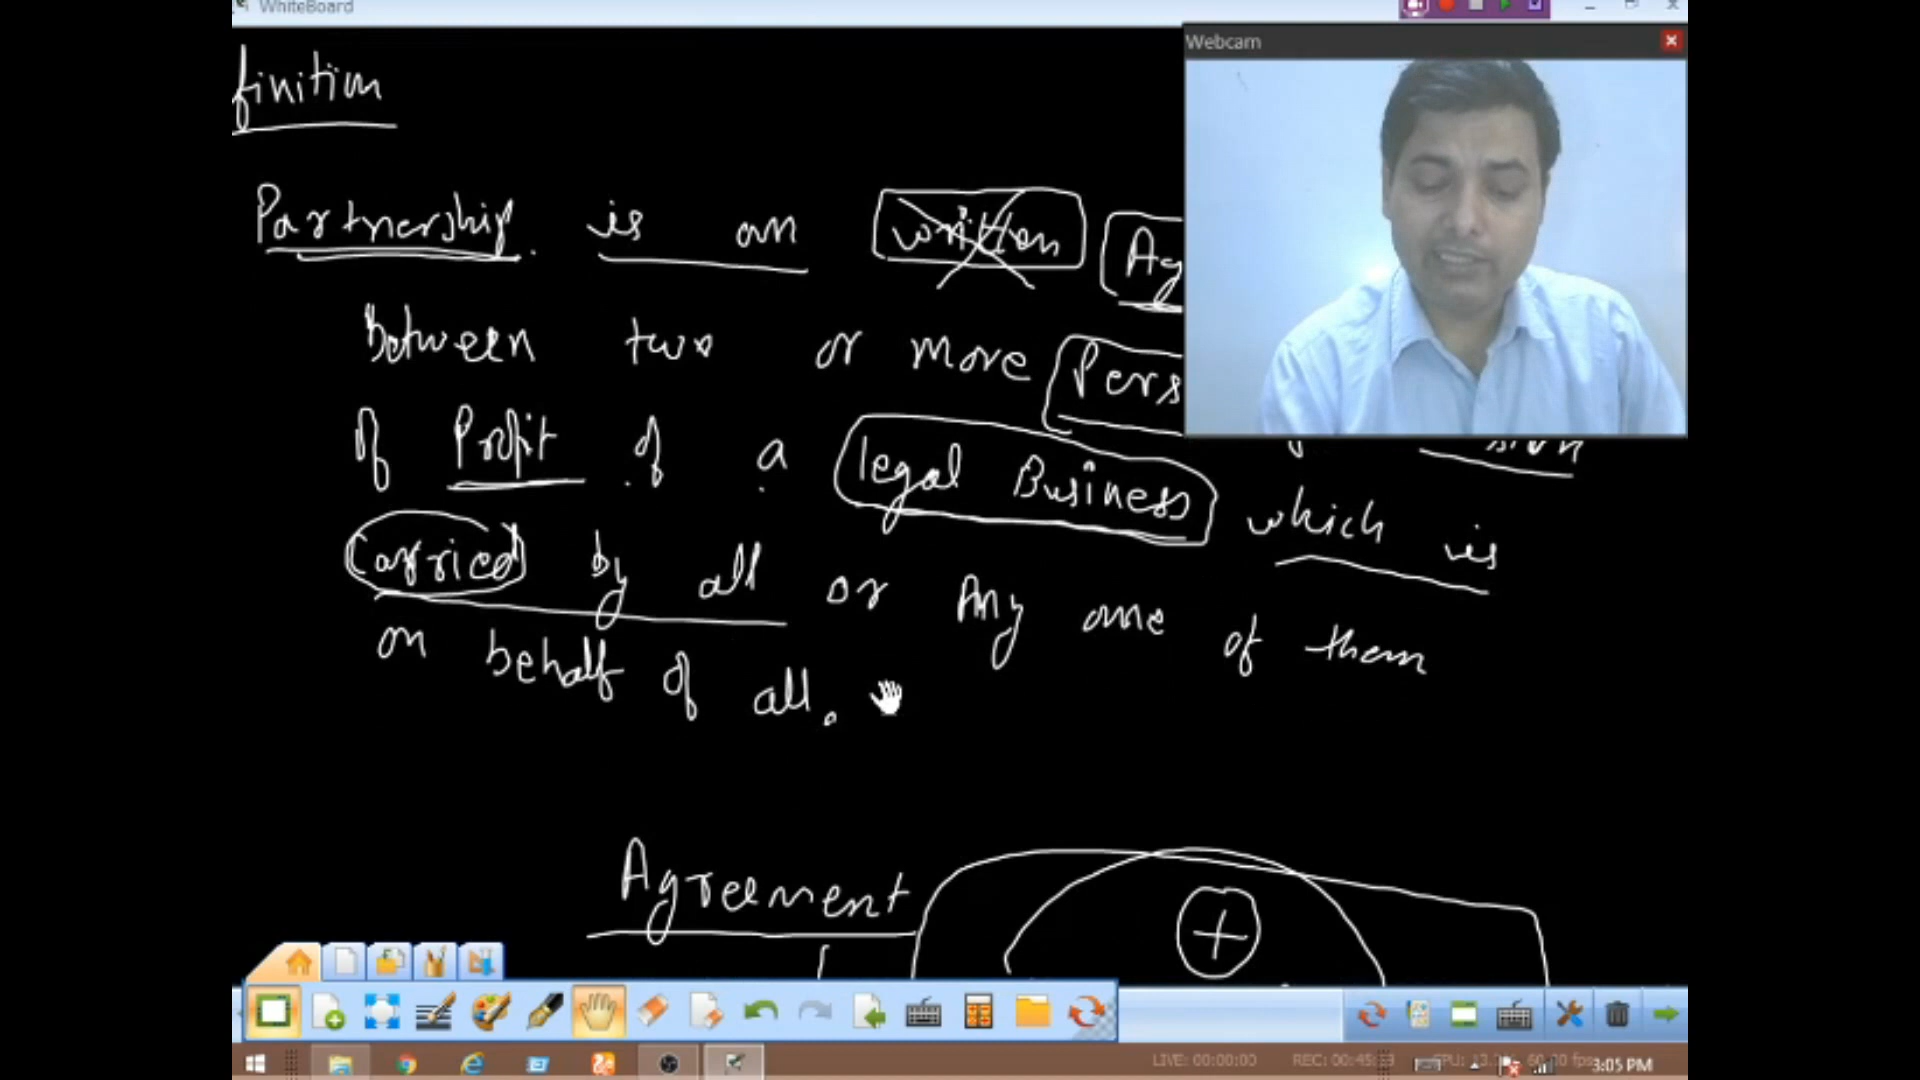 WhiteBoard
Webcam
finition
Partnership is an written Ag
Between two or more Pers
of Profit of a legal Business which is
Carried by all or Any one of them
on behalf of all.
Agreement
LIVE: 00:00:00
3:05 PM